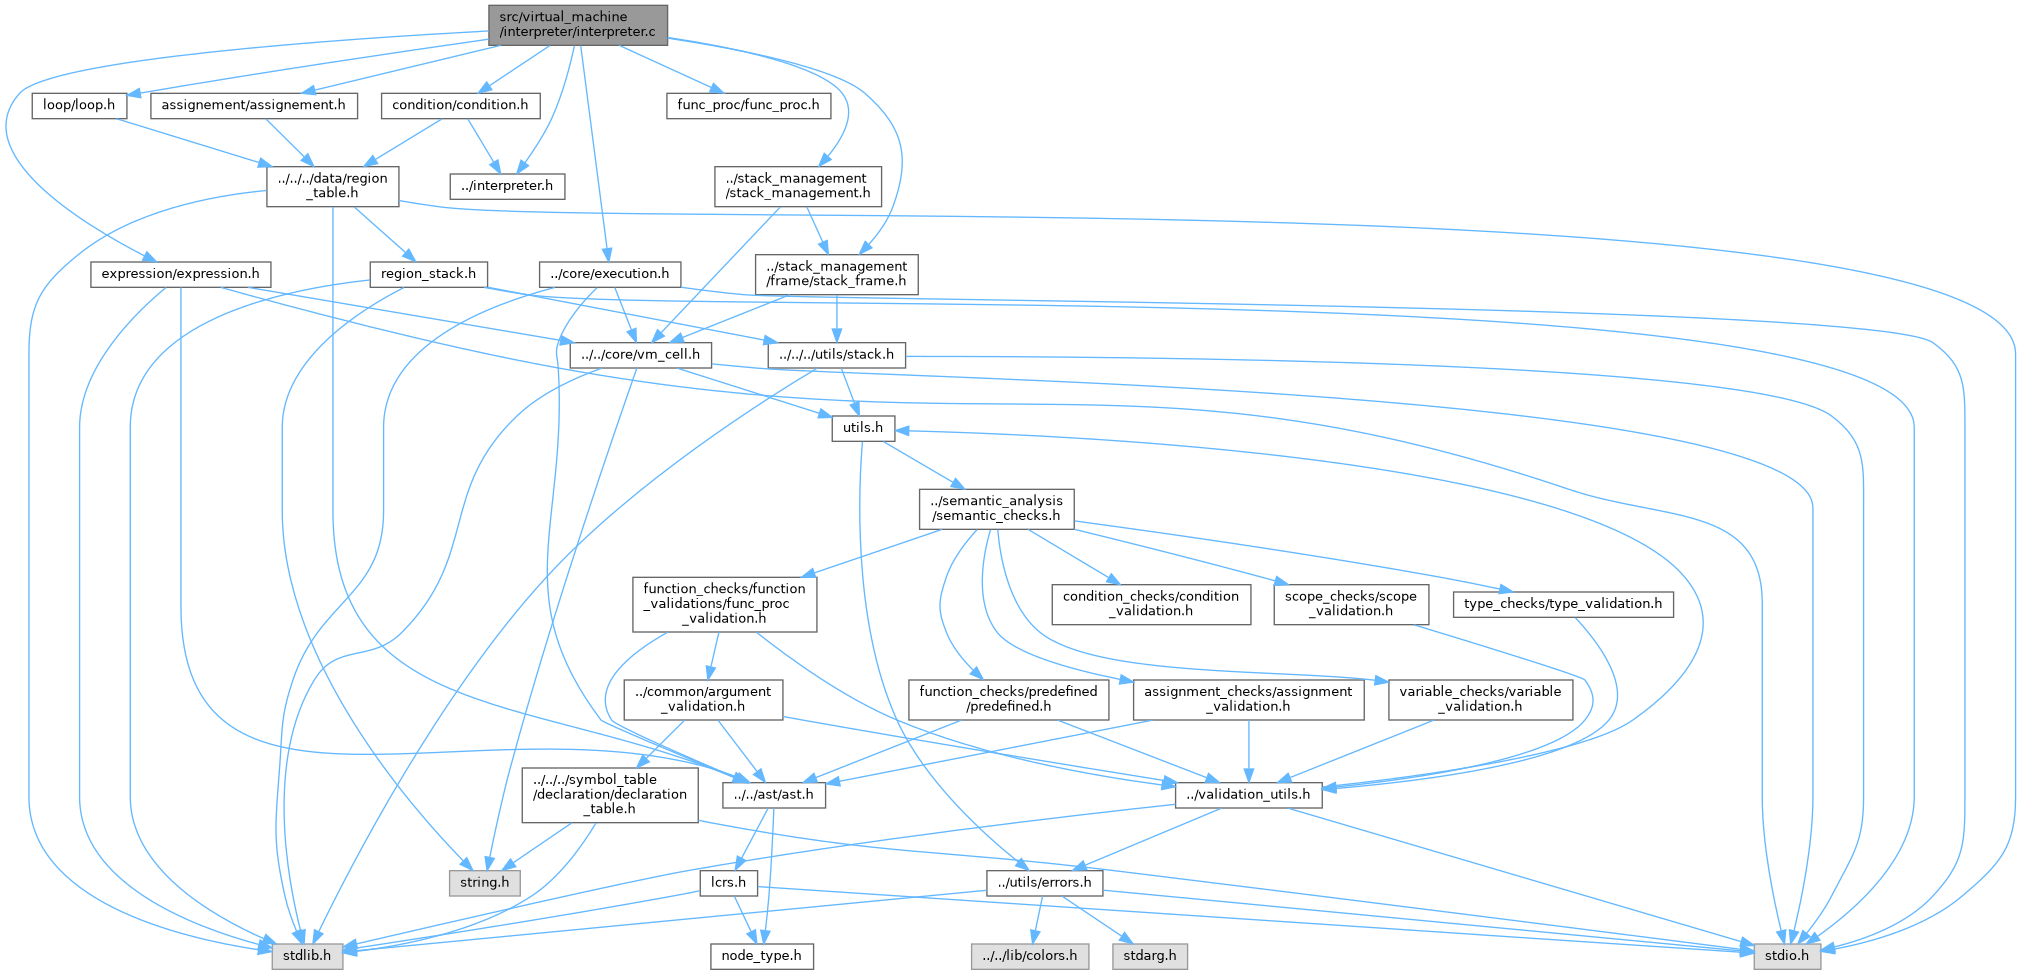 src/virtual_machine
/interpreter/interpreter.c
loop/loop.h
assignement/assignement.h
condition/condition.h
func_proc/func_proc.h
../../../data/region
_table.h
../interpreter.h
../stack_management
/stack_management.h
expression/expression.h
region_stack.h
../core/execution.h
../stack_management
/frame/stack_frame.h
../../core/vm_cell.h
../../../utils/stack.h
utils.h
../semantic_analysis
/semantic_checks.h
function_checks/function
_validations/func_proc
_validation.h
condition_checks/condition
_validation.h
scope_checks/scope
_validation.h
type_checks/type_validation.h
../common/argument
_validation.h
function_checks/predefined
/predefined.h
assignment_checks/assignment
_validation.h
variable_checks/variable
_validation.h
../../../symbol_table
/declaration/declaration
_table.h
../../ast/ast.h
../validation_utils.h
string.h
lcrs.h
../utils/errors.h
stdlib.h
node_type.h
../../lib/colors.h
stdarg.h
stdio.h